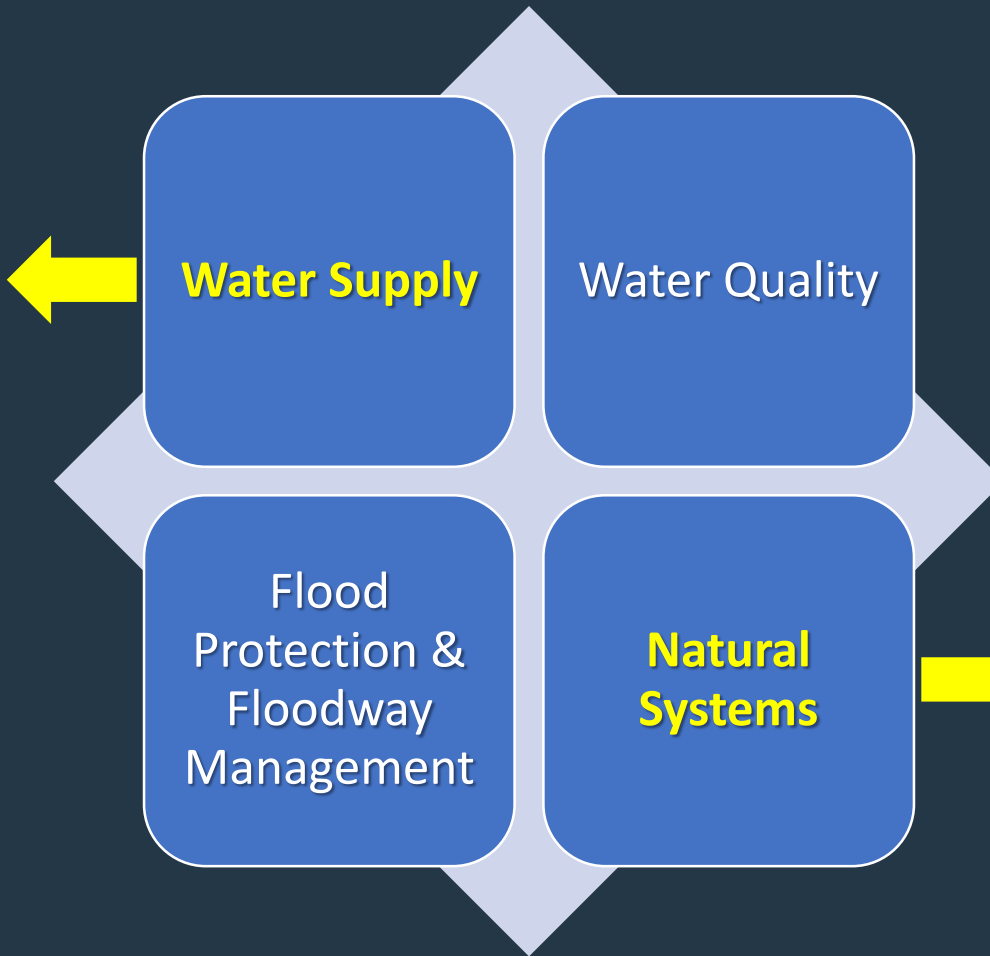 Water Supply
Water Quality
Flood
Protection &
Floodway
Management
Natural
Systems